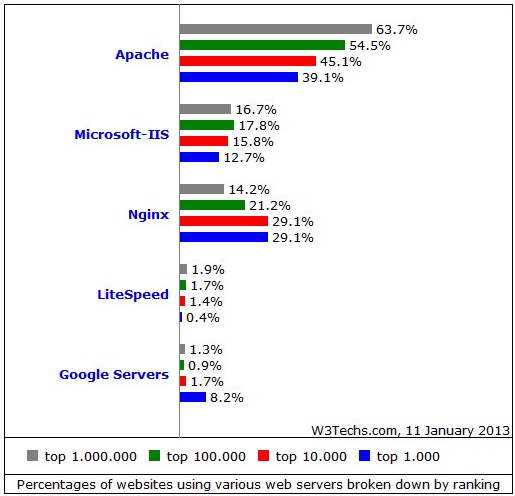 Apache
63.7%
54.5%
45.1%
39.1%
Microsoft-IIS
16.7%
17.8%
15.8%
12.7%
Nginx
14.2%
21.2%
29.1%
29.1%
LiteSpeed
1.9%
1.7%
1.4%
0.4%
Google Servers
1.3%
0.9%
1.7%
8.2%
W3Techs.com, 11 January 2013
top 1.000.000 top 100.000 top 10.000 top 1.000
Percentages of websites using various web servers broken down by ranking